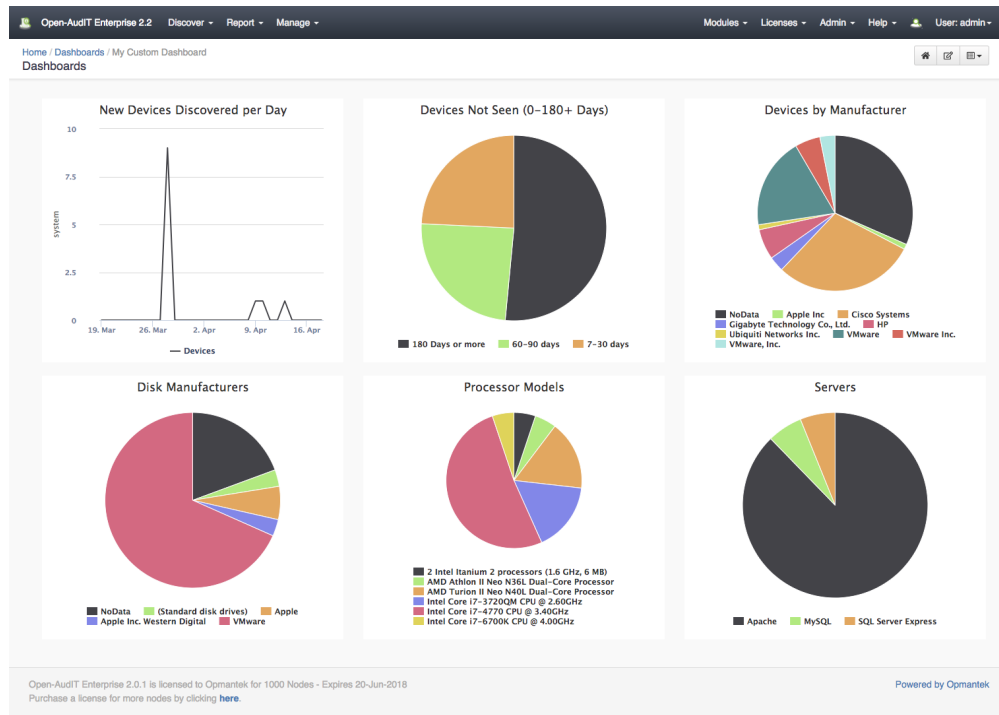 Open-AudIT Enterprise 2.2 Discover Report Manage Modules Licenses Admin Help User: admin
Home / Dashboards / My Custom Dashboard
Dashboards
New Devices Discovered per Day
10
7.5
5
2.5
0
system
19. Mar 26. Mar 2. Apr 9. Apr 16. Apr
Devices
Devices Not Seen (0-180+ Days)
180 Days or more 60-90 days 7-30 days
Devices by Manufacturer
NoData Apple Inc Cisco Systems
Gigabyte Technology Co., Ltd. HP
Ubiquiti Networks Inc. VMware VMware Inc.
VMware, Inc.
Disk Manufacturers
NoData (Standard disk drives) Apple
Apple Inc. Western Digital VMware
Processor Models
2 Intel Itanium 2 processors (1.6 GHz, 6 MB)
AMD Athlon II Neo N36L Dual-Core Processor
AMD Turion II Neo N40L Dual-Core Processor
Intel Core i7-3720QM CPU @ 2.60GHz
Intel Core i7-4770 CPU @ 3.40GHz
Intel Core i7-6700K CPU @ 4.00GHz
Servers
Apache MySQL SQL Server Express
Open-AudIT Enterprise 2.0.1 is licensed to Opmantek for 1000 Nodes - Expires 20-Jun-2018
Purchase a license for more nodes by clicking here.
Powered by Opmantek